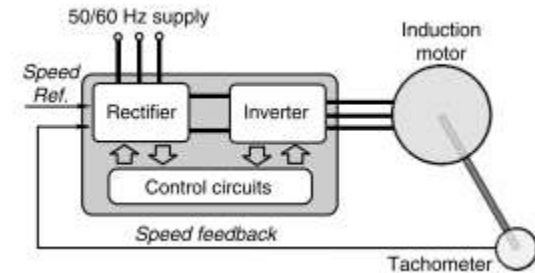 50/60 Hz supply
Induction
motor
Speed
Ref.
Rectifier
Inverter
Control circuits
Speed feedback
Tachometer